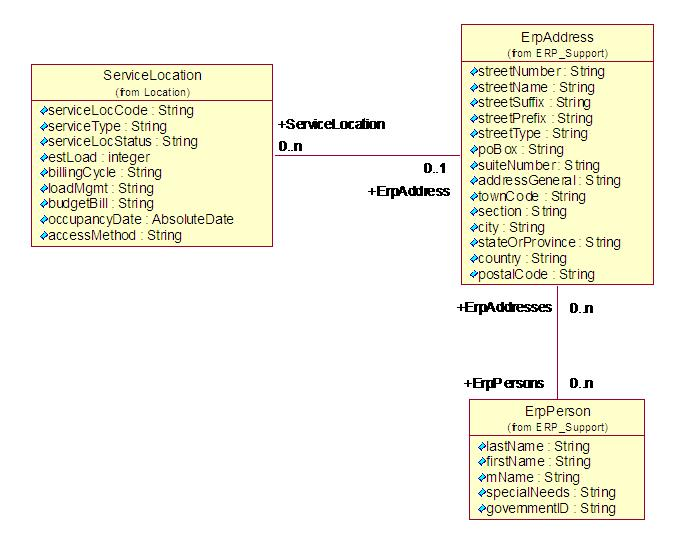 ServiceLocation
(from Location)
serviceLocCode : String
serviceType : String
serviceLocStatus : String
estLoad : integer
billingCycle : String
loadMgmt : String
budgetBill : String
occupancyDate : AbsoluteDate
accessMethod : String
+ServiceLocation
0..n
0..1
+ErpAddress
ErpAddress
(from ERP_Support)
streetNumber : String
streetName : String
streetSuffix : String
streetPrefix : String
streetType : String
poBox : String
suiteNumber : String
addressGeneral : String
townCode : String
section : String
city : String
stateOrProvince : String
country : String
postalCode : String
+ErpAddresses 0..n
+ErpPersons 0..n
ErpPerson
(from ERP_Support)
lastName : String
firstName : String
mName : String
specialNeeds : String
governmentID : String